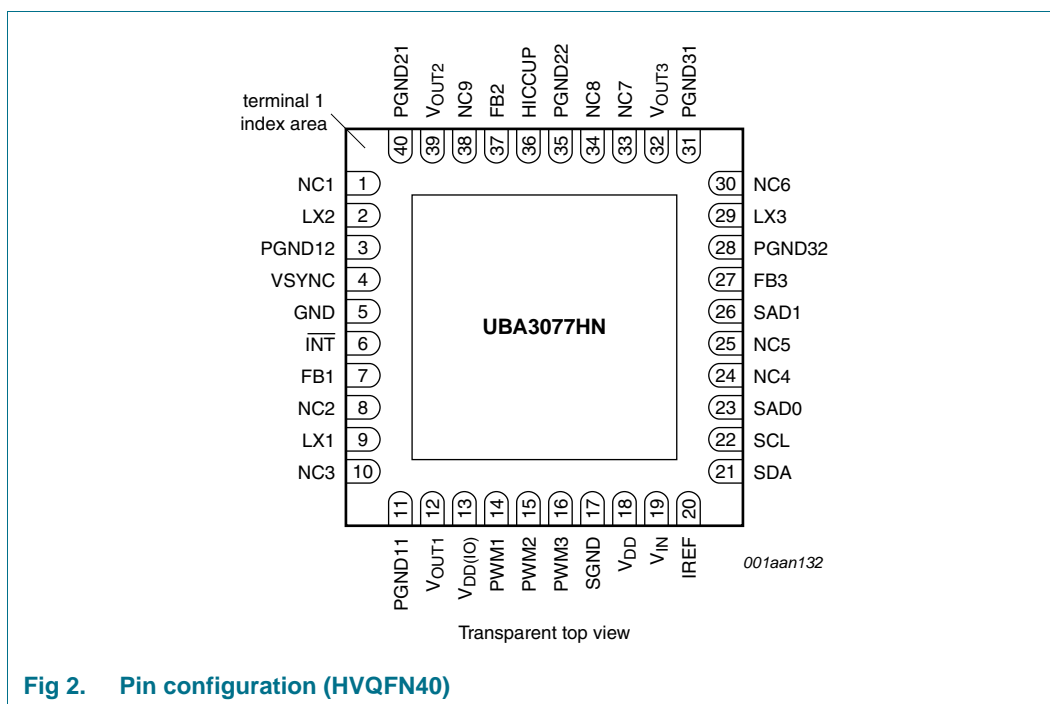 PGND21
VOUT2
NC9
FB2
HICCUP
PGND22
NC8
NC7
VOUT3
PGND31
terminal 1
index area
40 39 38 37 36 35 34 33 32 31
NC1 1
LX2 2
PGND12 3
VSYNC 4
GND 5
INT 6
FB1 7
NC2 8
LX1 9
NC3 10
UBA3077HN
30 NC6
29 LX3
28 PGND32
27 FB3
26 SAD1
25 NC5
24 NC4
23 SAD0
22 SCL
21 SDA
11 12 13 14 15 16 17 18 19 20
PGND11
VOUT1
VDD(IO)
PWM1
PWM2
PWM3
SGND
VDD
VIN
IREF
001aan132
Transparent top view
Fig 2. Pin configuration (HVQFN40)